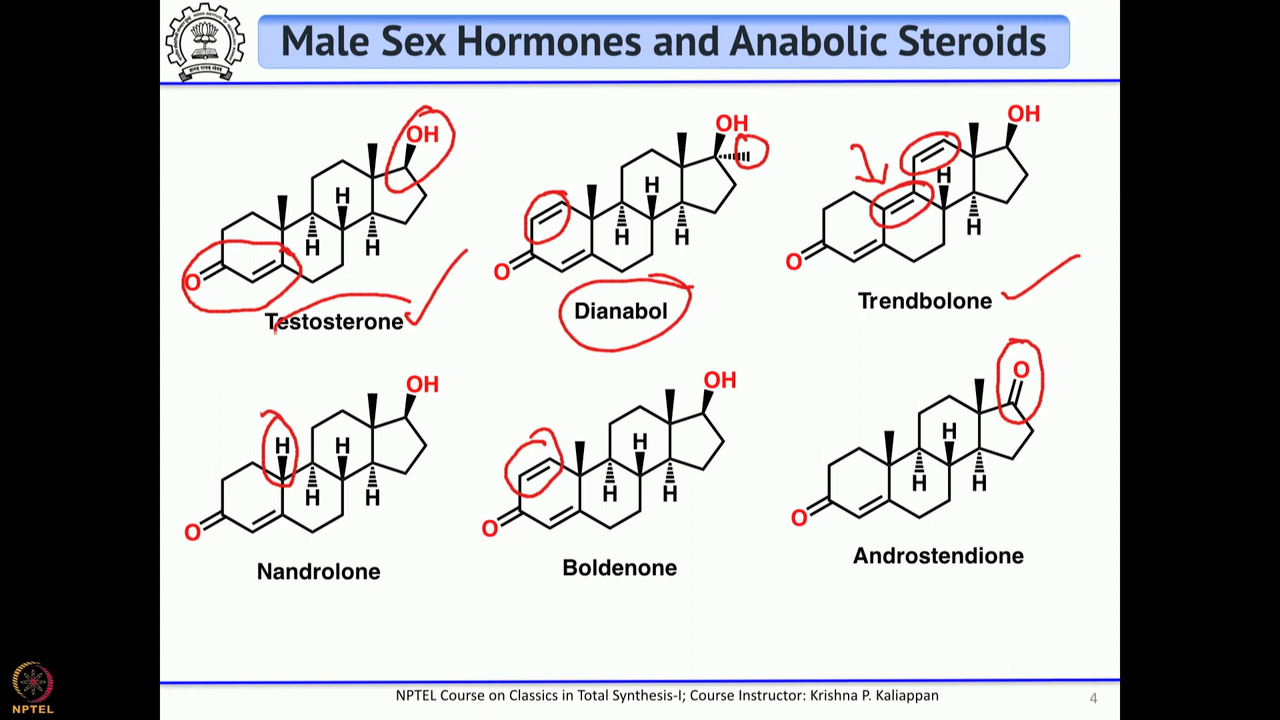 Male Sex Hormones and Anabolic Steroids
OH
H
H
H
O
Testosterone
OH
H
H
H
O
Dianabol
OH
H
H
O
Trendbolone
OH
H
H
H
H
O
Nandrolone
OH
H
H
H
O
Boldenone
O
H
H
H
O
Androstendione
NPTEL
NPTEL Course on Classics in Total Synthesis-I; Course Instructor: Krishna P. Kaliappan
4